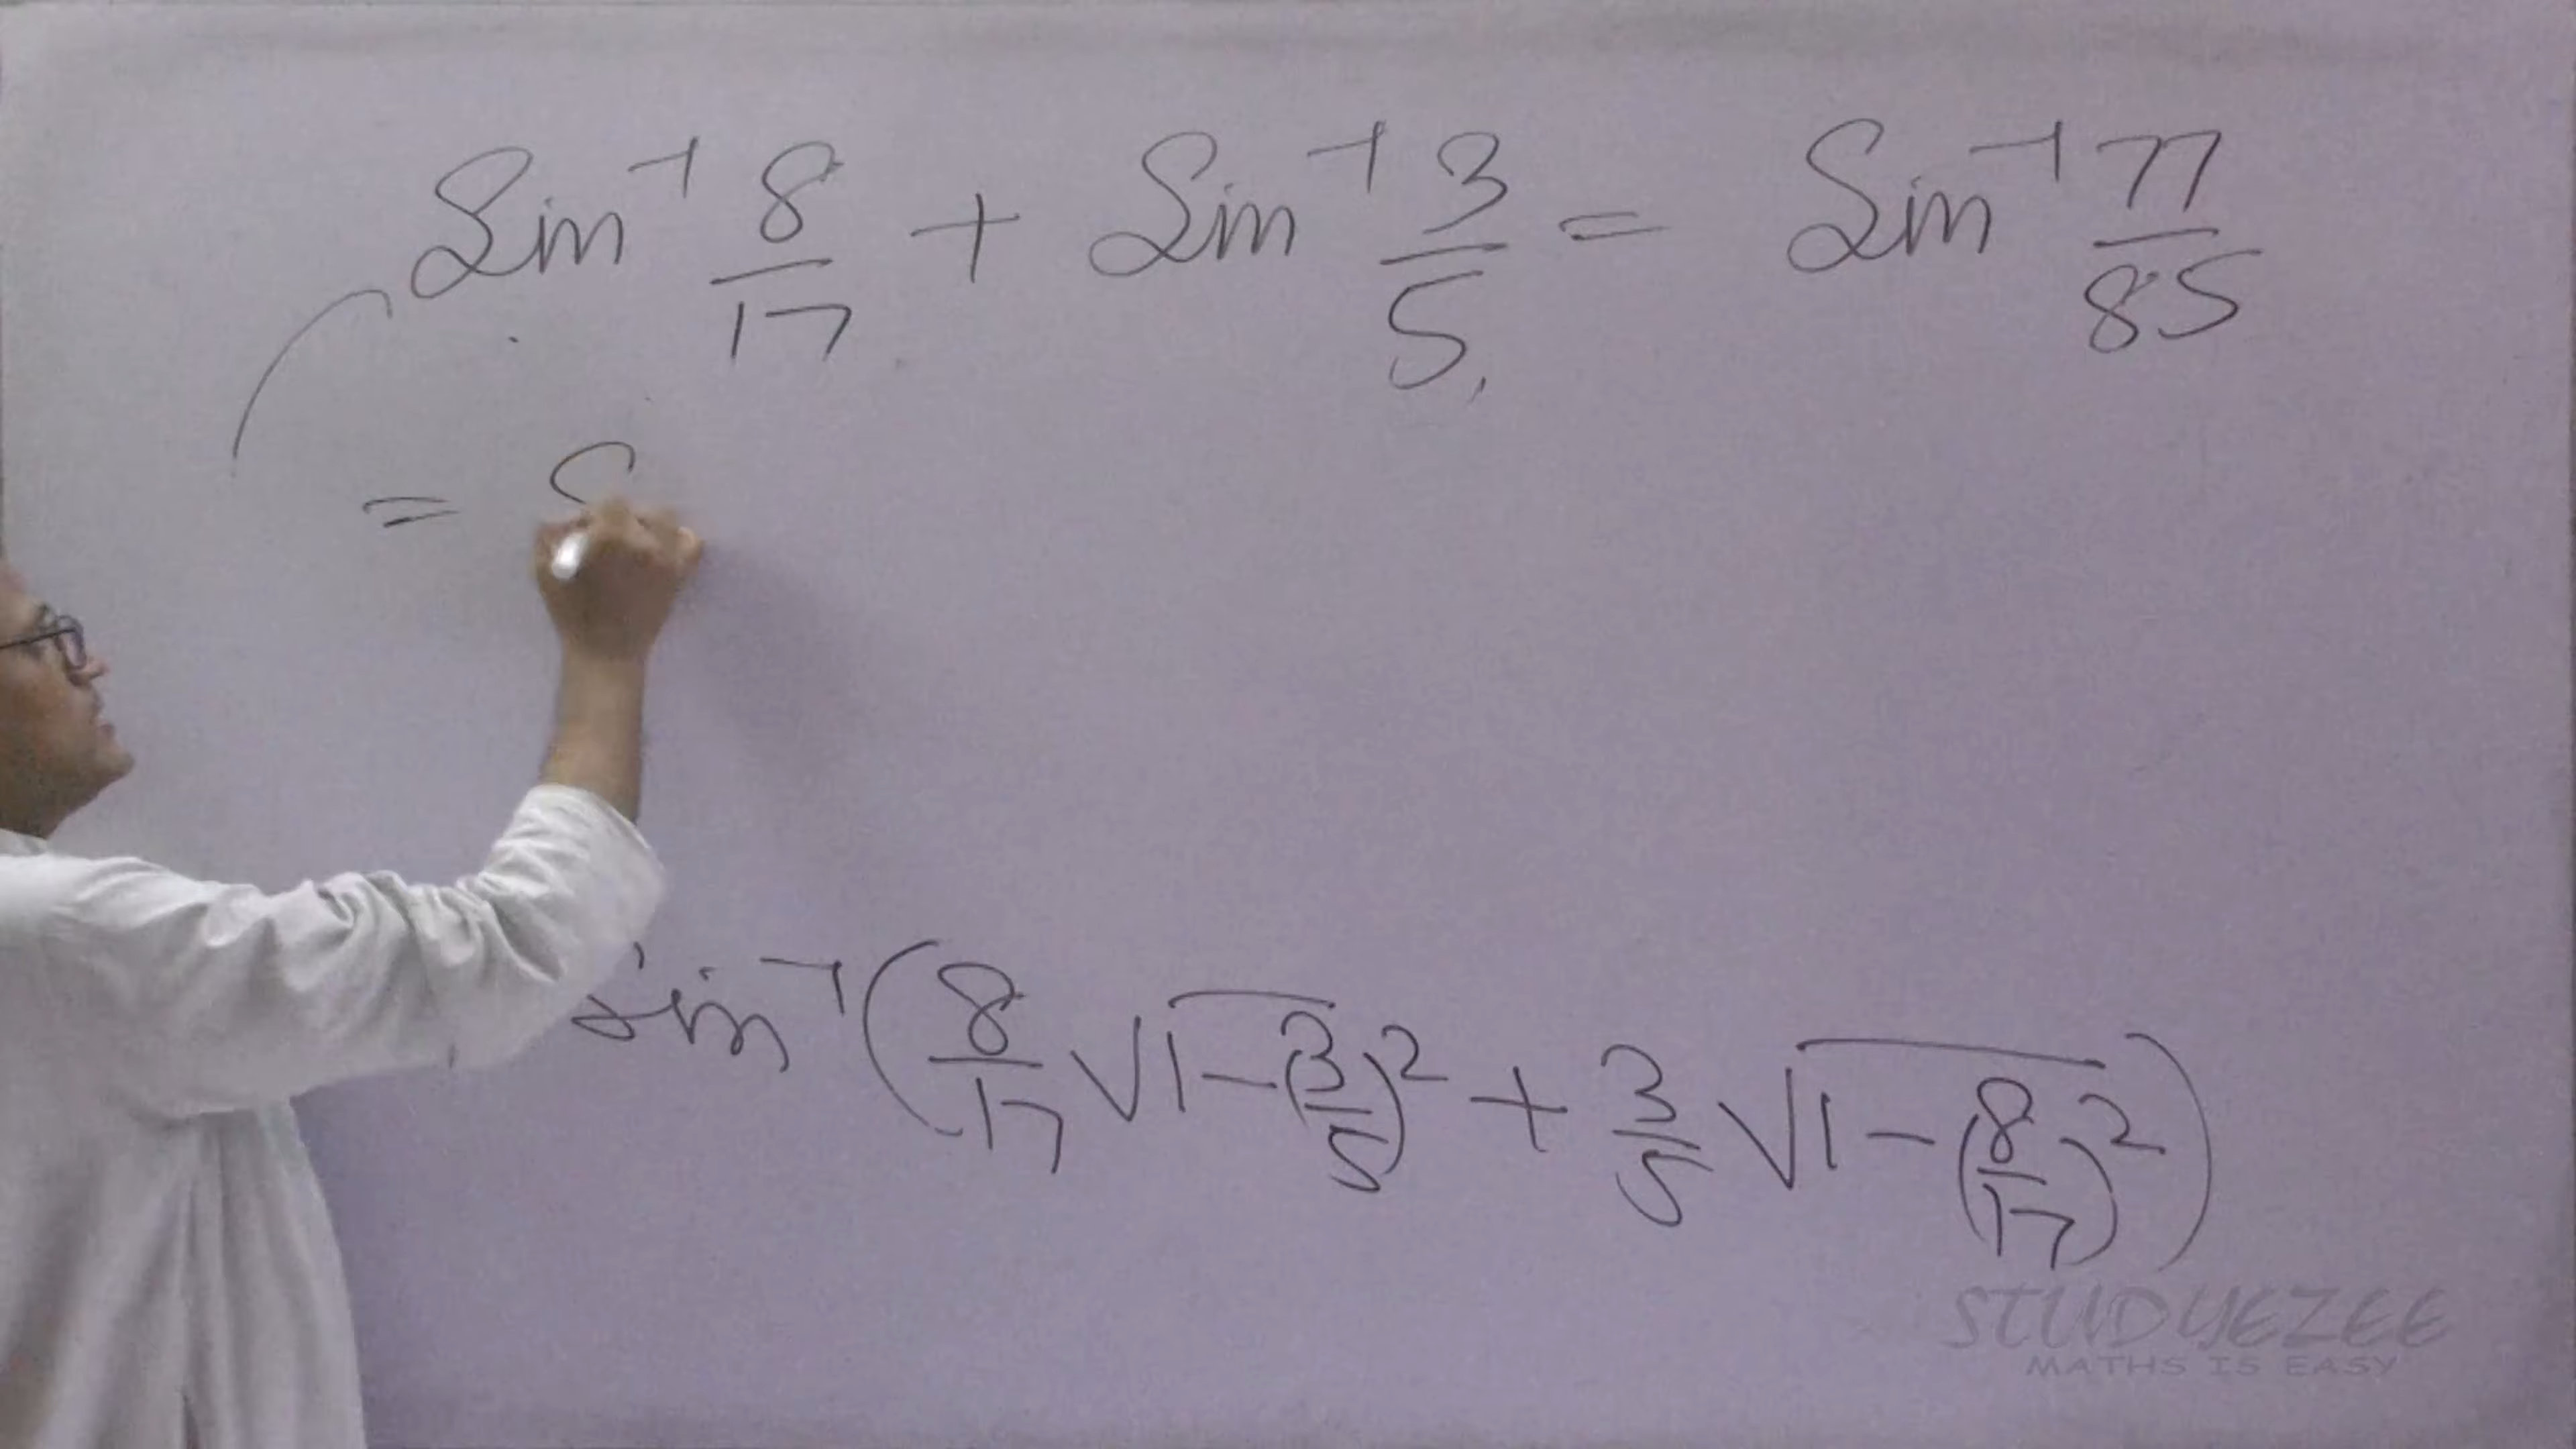 Sin⁻¹ 8/17 + Sin⁻¹ 3/5 = Sin⁻¹ 77/85
= S
sin⁻¹(8/17 √1-(3/5)² + 3/5 √1-(8/17)²)
STUDYEZEE
MATHS IS EASY